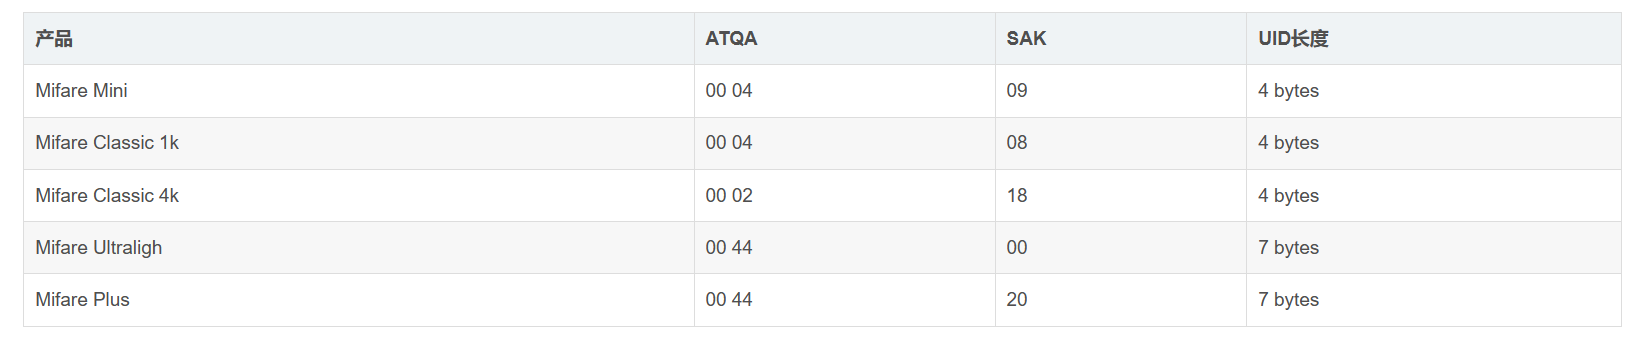 产品 ATQA SAK UID长度
Mifare Mini 00 04 09 4 bytes
Mifare Classic 1k 00 04 08 4 bytes
Mifare Classic 4k 00 02 18 4 bytes
Mifare Ultraligh 00 44 00 7 bytes
Mifare Plus 00 44 20 7 bytes